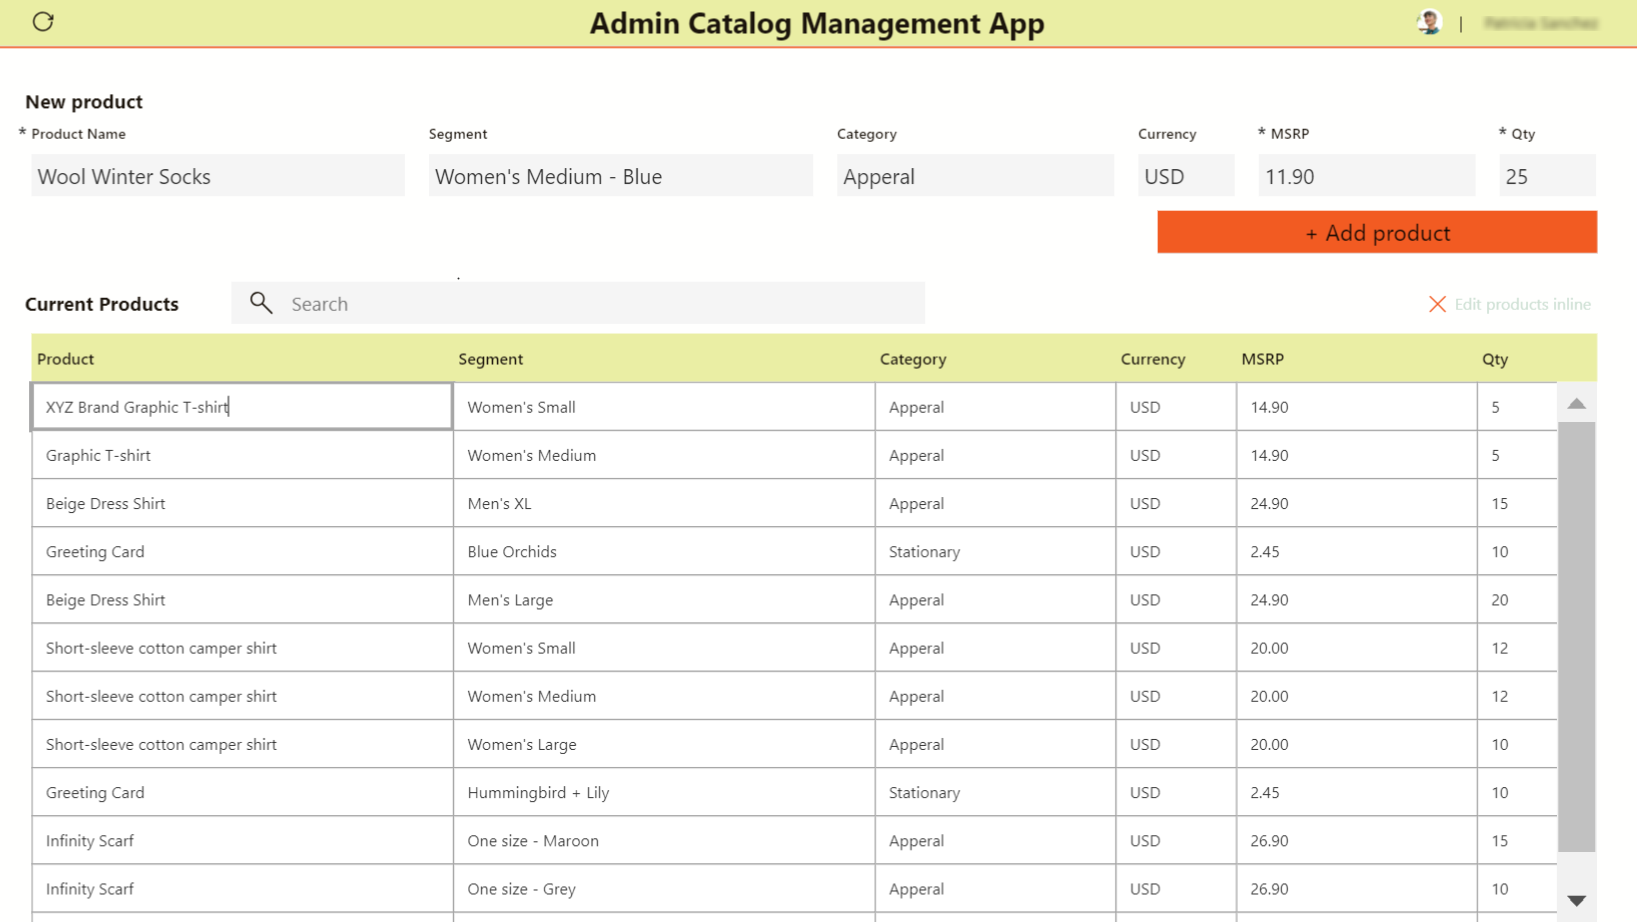 Admin Catalog Management App |
New product
* Product Name Segment Category Currency * MSRP * Qty
Wool Winter Socks Women's Medium - Blue Apperal USD 11.90 25
+ Add product
Current Products Search Edit products inline
Product Segment Category Currency MSRP Qty
XYZ Brand Graphic T-shirt Women's Small Apperal USD 14.90 5
Graphic T-shirt Women's Medium Apperal USD 14.90 5
Beige Dress Shirt Men's XL Apperal USD 24.90 15
Greeting Card Blue Orchids Stationary USD 2.45 10
Beige Dress Shirt Men's Large Apperal USD 24.90 20
Short-sleeve cotton camper shirt Women's Small Apperal USD 20.00 12
Short-sleeve cotton camper shirt Women's Medium Apperal USD 20.00 12
Short-sleeve cotton camper shirt Women's Large Apperal USD 20.00 10
Greeting Card Hummingbird + Lily Stationary USD 2.45 10
Infinity Scarf One size - Maroon Apperal USD 26.90 15
Infinity Scarf One size - Grey Apperal USD 26.90 10